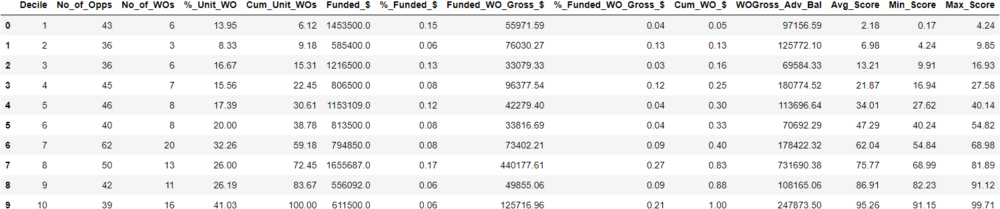 Decile No_of_Opps No_of_WOs %_Unit_WO Cum_Unit_WOs Funded_$ %_Funded_$ Funded_WO_Gross_$ %_Funded_WO_Gross_$ Cum_WO_$ WOGross_Adv_Bal Avg_Score Min_Score Max_Score
0 1 43 6 13.95 6.12 1453500.0 0.15 55971.59 0.04 0.05 97156.59 2.18 0.17 4.24
1 2 36 3 8.33 9.18 585400.0 0.06 76030.27 0.13 0.13 125772.10 6.98 4.24 9.85
2 3 36 6 16.67 15.31 1216500.0 0.13 33079.33 0.03 0.16 69584.33 13.21 9.91 16.93
3 4 45 7 15.56 22.45 806500.0 0.08 96377.54 0.12 0.25 180774.52 21.87 16.94 27.58
4 5 46 8 17.39 30.61 1153109.0 0.12 42279.40 0.04 0.30 113696.64 34.01 27.62 40.14
5 6 40 8 20.00 38.78 813500.0 0.08 33816.69 0.04 0.33 70692.29 47.29 40.24 54.82
6 7 62 20 32.26 59.18 794850.0 0.08 73402.21 0.09 0.40 178422.32 62.04 54.84 68.98
7 8 50 13 26.00 72.45 1655687.0 0.17 440177.61 0.27 0.83 731690.38 75.77 68.99 81.89
8 9 42 11 26.19 83.67 556092.0 0.06 49855.06 0.09 0.88 108165.06 86.91 82.23 91.12
9 10 39 16 41.03 100.00 611500.0 0.06 125716.96 0.21 1.00 247873.50 95.26 91.15 99.71